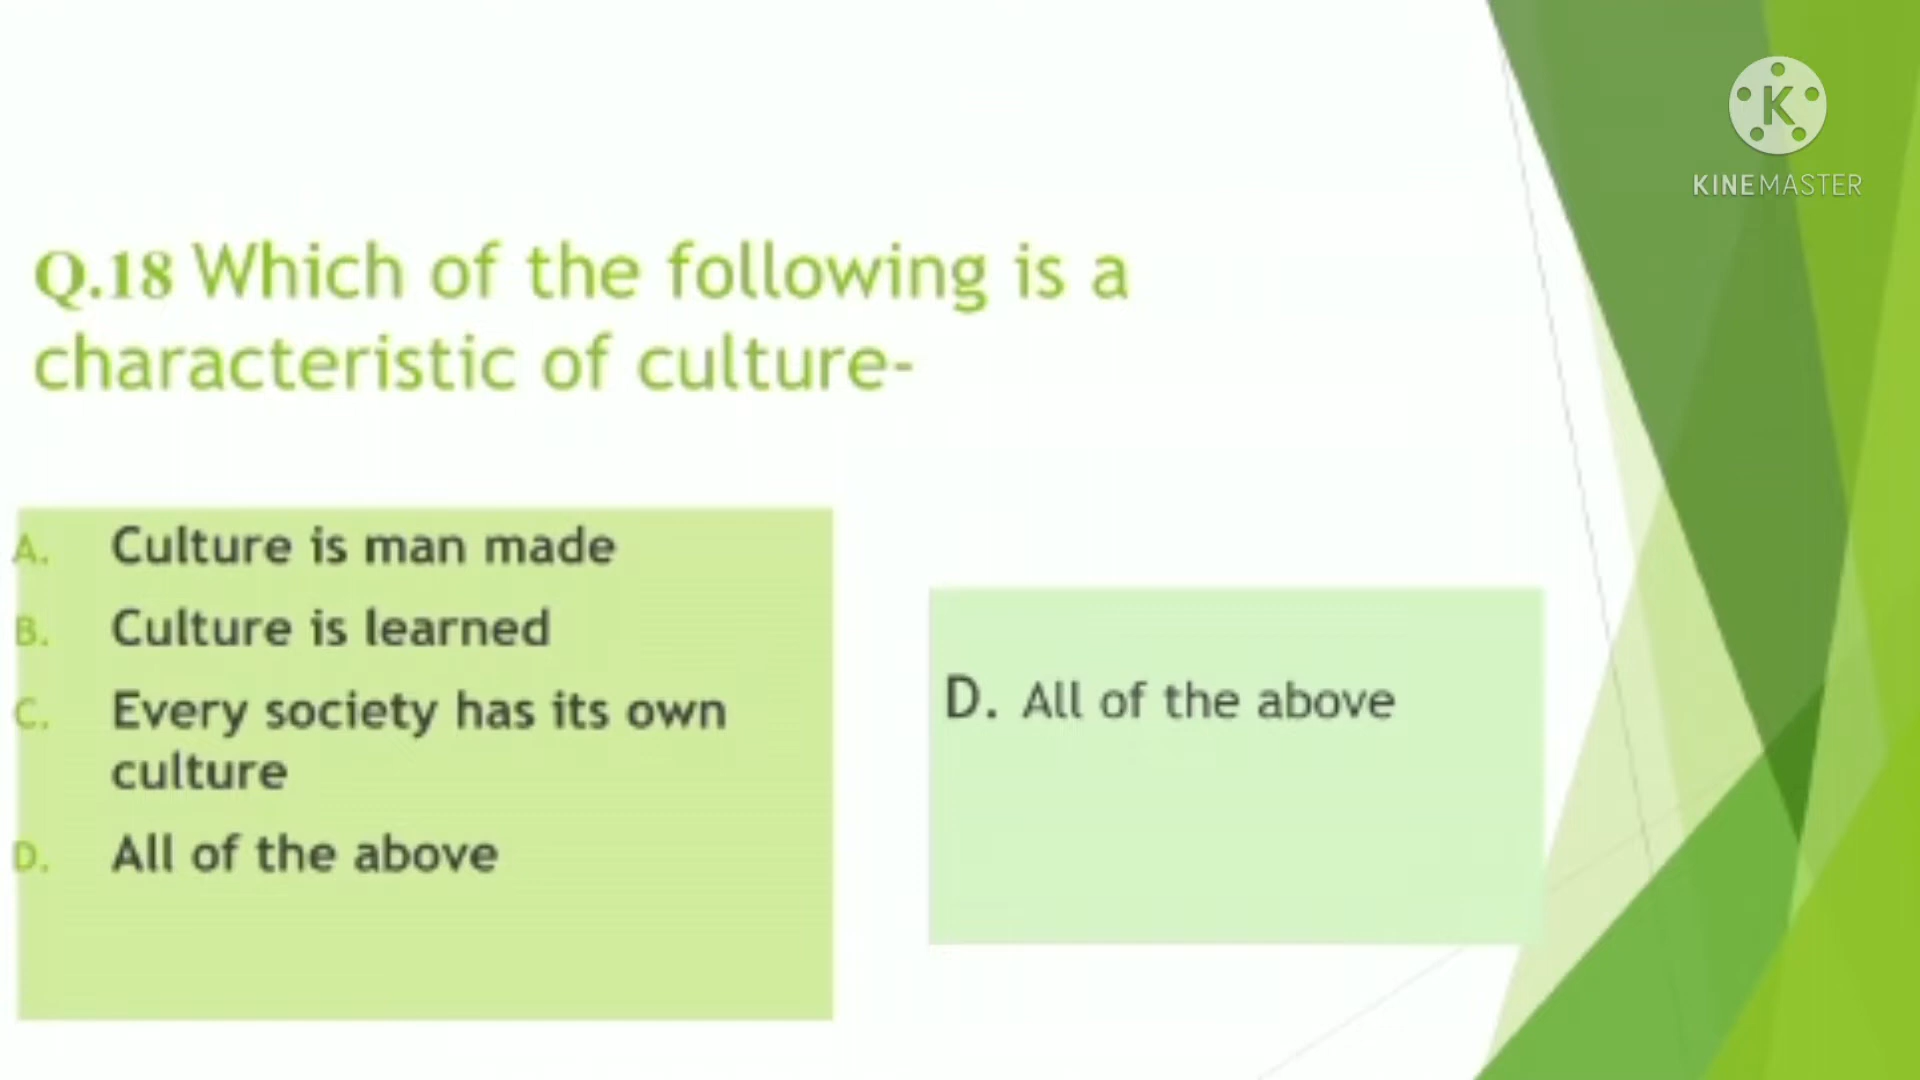 K
KINEMASTER
Q.18 Which of the following is a
characteristic of culture-
A. Culture is man made
B. Culture is learned
C. Every society has its own
culture
D. All of the above
D. All of the above